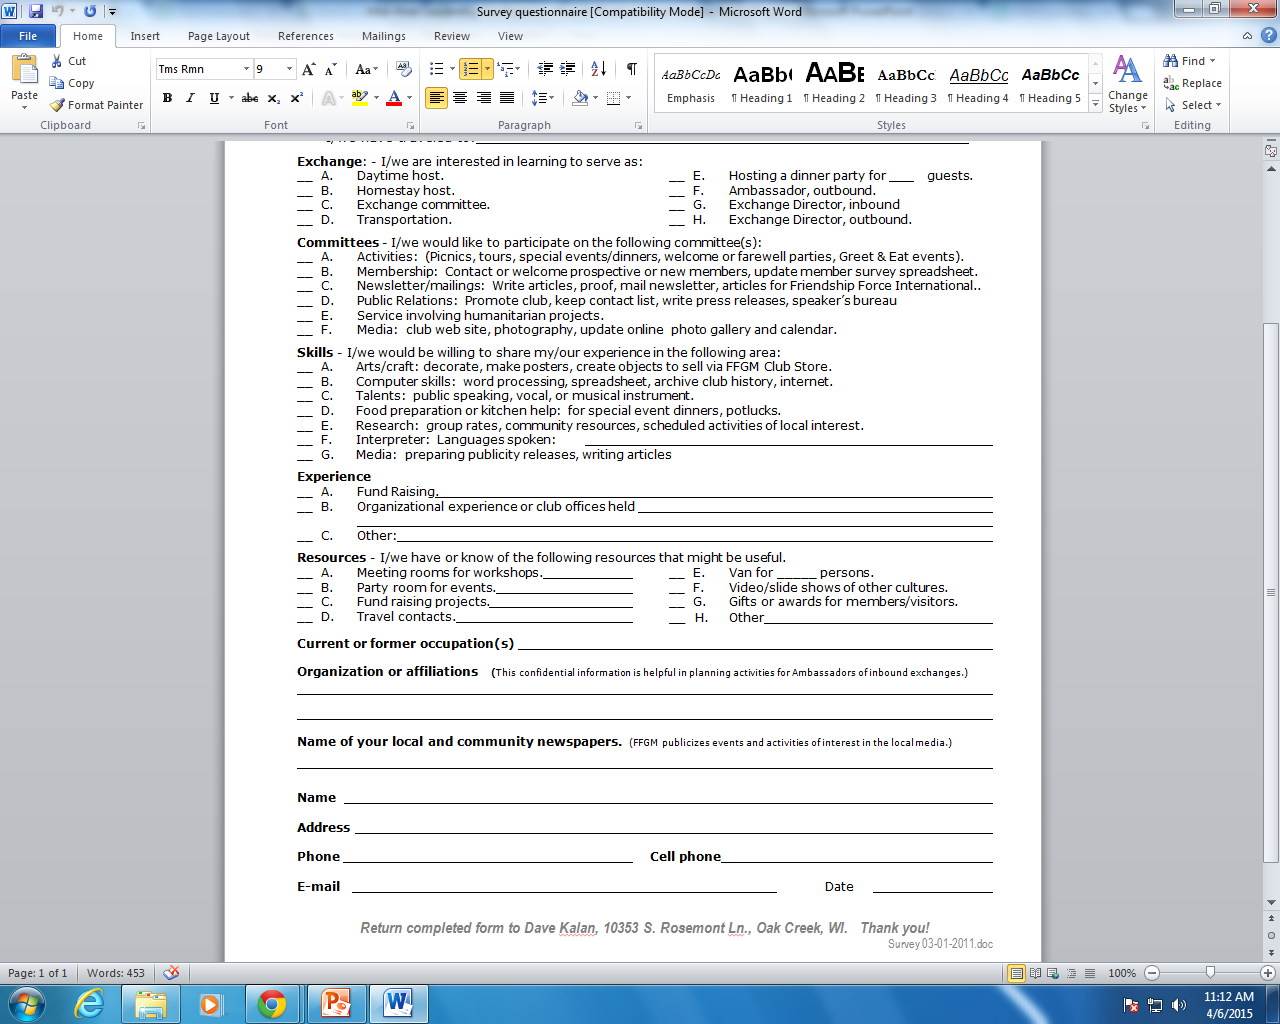 Survey questionnaire [Compatibility Mode] - Microsoft Word
File Home Insert Page Layout References Mailings Review View
Paste Cut Copy Format Painter
Tms Rmn 9
Emphasis ¶ Heading 1 ¶ Heading 2 ¶ Heading 3 ¶ Heading 4 ¶ Heading 5
Change Styles Find Replace Select
Clipboard Font Paragraph Styles Editing
Exchange: - I/we are interested in learning to serve as:
__ A. Daytime host. __ E. Hosting a dinner party for ____ guests.
__ B. Homestay host. __ F. Ambassador, outbound.
__ C. Exchange committee. __ G. Exchange Director, inbound
__ D. Transportation. __ H. Exchange Director, outbound.
Committees - I/we would like to participate on the following committee(s):
__ A. Activities: (Picnics, tours, special events/dinners, welcome or farewell parties, Greet & Eat events).
__ B. Membership: Contact or welcome prospective or new members, update member survey spreadsheet.
__ C. Newsletter/mailings: Write articles, proof, mail newsletter, articles for Friendship Force International..
__ D. Public Relations: Promote club, keep contact list, write press releases, speaker's bureau
__ E. Service involving humanitarian projects.
__ F. Media: club web site, photography, update online photo gallery and calendar.
Skills - I/we would be willing to share my/our experience in the following area:
__ A. Arts/craft: decorate, make posters, create objects to sell via FFGM Club Store.
__ B. Computer skills: word processing, spreadsheet, archive club history, internet.
__ C. Talents: public speaking, vocal, or musical instrument.
__ D. Food preparation or kitchen help: for special event dinners, potlucks.
__ E. Research: group rates, community resources, scheduled activities of local interest.
__ F. Interpreter: Languages spoken:
__ G. Media: preparing publicity releases, writing articles
Experience
__ A. Fund Raising.
__ B. Organizational experience or club offices held
__ C. Other:
Resources - I/we have or know of the following resources that might be useful.
__ A. Meeting rooms for workshops. __ E. Van for ______ persons.
__ B. Party room for events. __ F. Video/slide shows of other cultures.
__ C. Fund raising projects. __ G. Gifts or awards for members/visitors.
__ D. Travel contacts. __ H. Other
Current or former occupation(s)
Organization or affiliations (This confidential information is helpful in planning activities for Ambassadors of inbound exchanges.)
Name of your local and community newspapers. (FFGM publicizes events and activities of interest in the local media.)
Name
Address
Phone Cell phone
E-mail Date
Return completed form to Dave Kalan, 10353 S. Rosemont Ln., Oak Creek, WI. Thank you!
Survey 03-01-2011.doc
Page: 1 of 1 Words: 453 100%
11:12 AM
4/6/2015